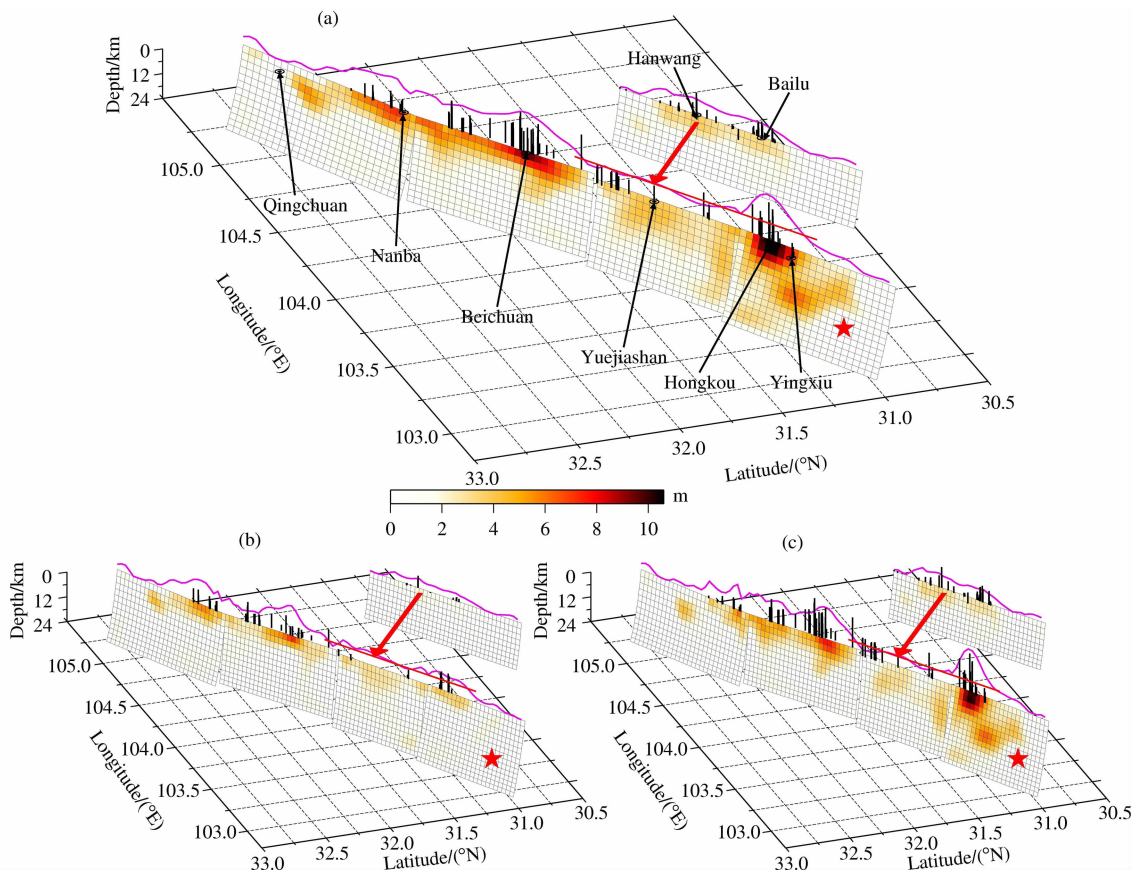 (a)
Depth/km
0
12
24
Hanwang
Bailu
105.0
104.5
104.0
103.5
103.0
Longitude/(°E)
Qingchuan
Nanba
Beichuan
Yuejiashan
Hongkou
Yingxiu
33.0
32.5
32.0
31.5
31.0
30.5
Latitude/(°N)
m
0 2 4 6 8 10
(b)
Depth/km
0
12
24
105.0
104.5
104.0
103.5
103.0
Longitude/(°E)
33.0
32.5
32.0
31.5
31.0
30.5
Latitude/(°N)
(c)
Depth/km
0
12
24
105.0
104.5
104.0
103.5
103.0
Longitude/(°E)
33.0
32.5
32.0
31.5
31.0
30.5
Latitude/(°N)